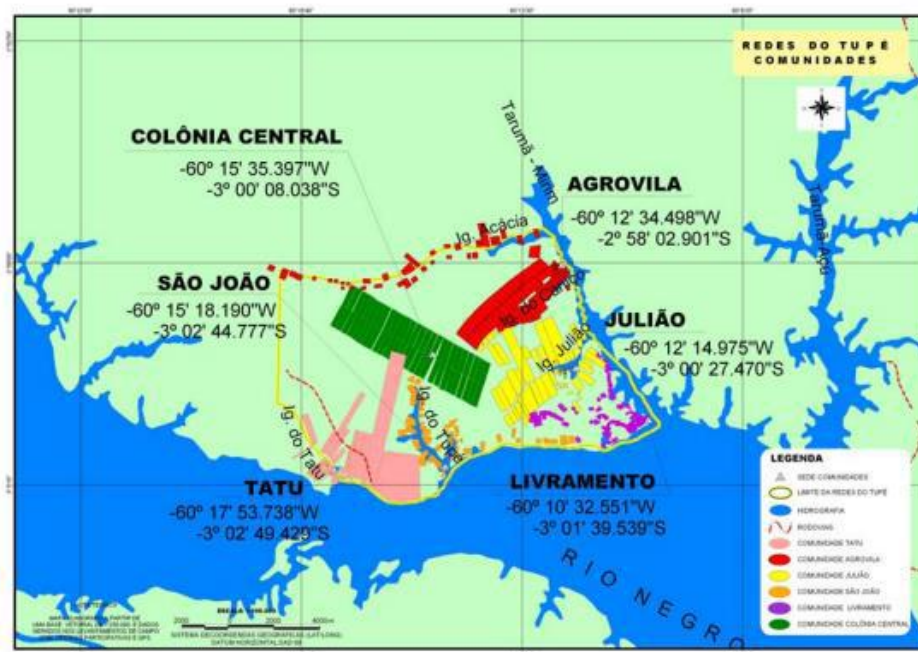 REDES DO TUPÉ
COMUNIDADES
COLÔNIA CENTRAL
-60º 15' 35.397"W
-3º 00' 08.038"S
Tarumã - Mirim
AGROVILA
-60º 12' 34.498"W
-2º 58' 02.901"S
Tarumã-Açú
Ig. Acácia
SÃO JOÃO
-60º 15' 18.190"W
-3º 02' 44.777"S
Ig. do Caniço
JULIÃO
-60º 12' 14.975"W
-3º 00' 27.470"S
Ig. Julião
Ig. do Tatu
Ig. do Tupé
TATU
-60º 17' 53.738"W
-3º 02' 49.429"S
LIVRAMENTO
-60º 10' 32.551"W
-3º 01' 39.539"S
RIO NEGRO
LEGENDA
SEDE COMUNIDADES
LIMITE DA REDES DO TUPÉ
HIDROGRAFIA
RODOVIAS
COMUNIDADE TATU
COMUNIDADE AGROVILA
COMUNIDADE JULIÃO
COMUNIDADE SÃO JOÃO
COMUNIDADE LIVRAMENTO
COMUNIDADE COLÔNIA CENTRAL